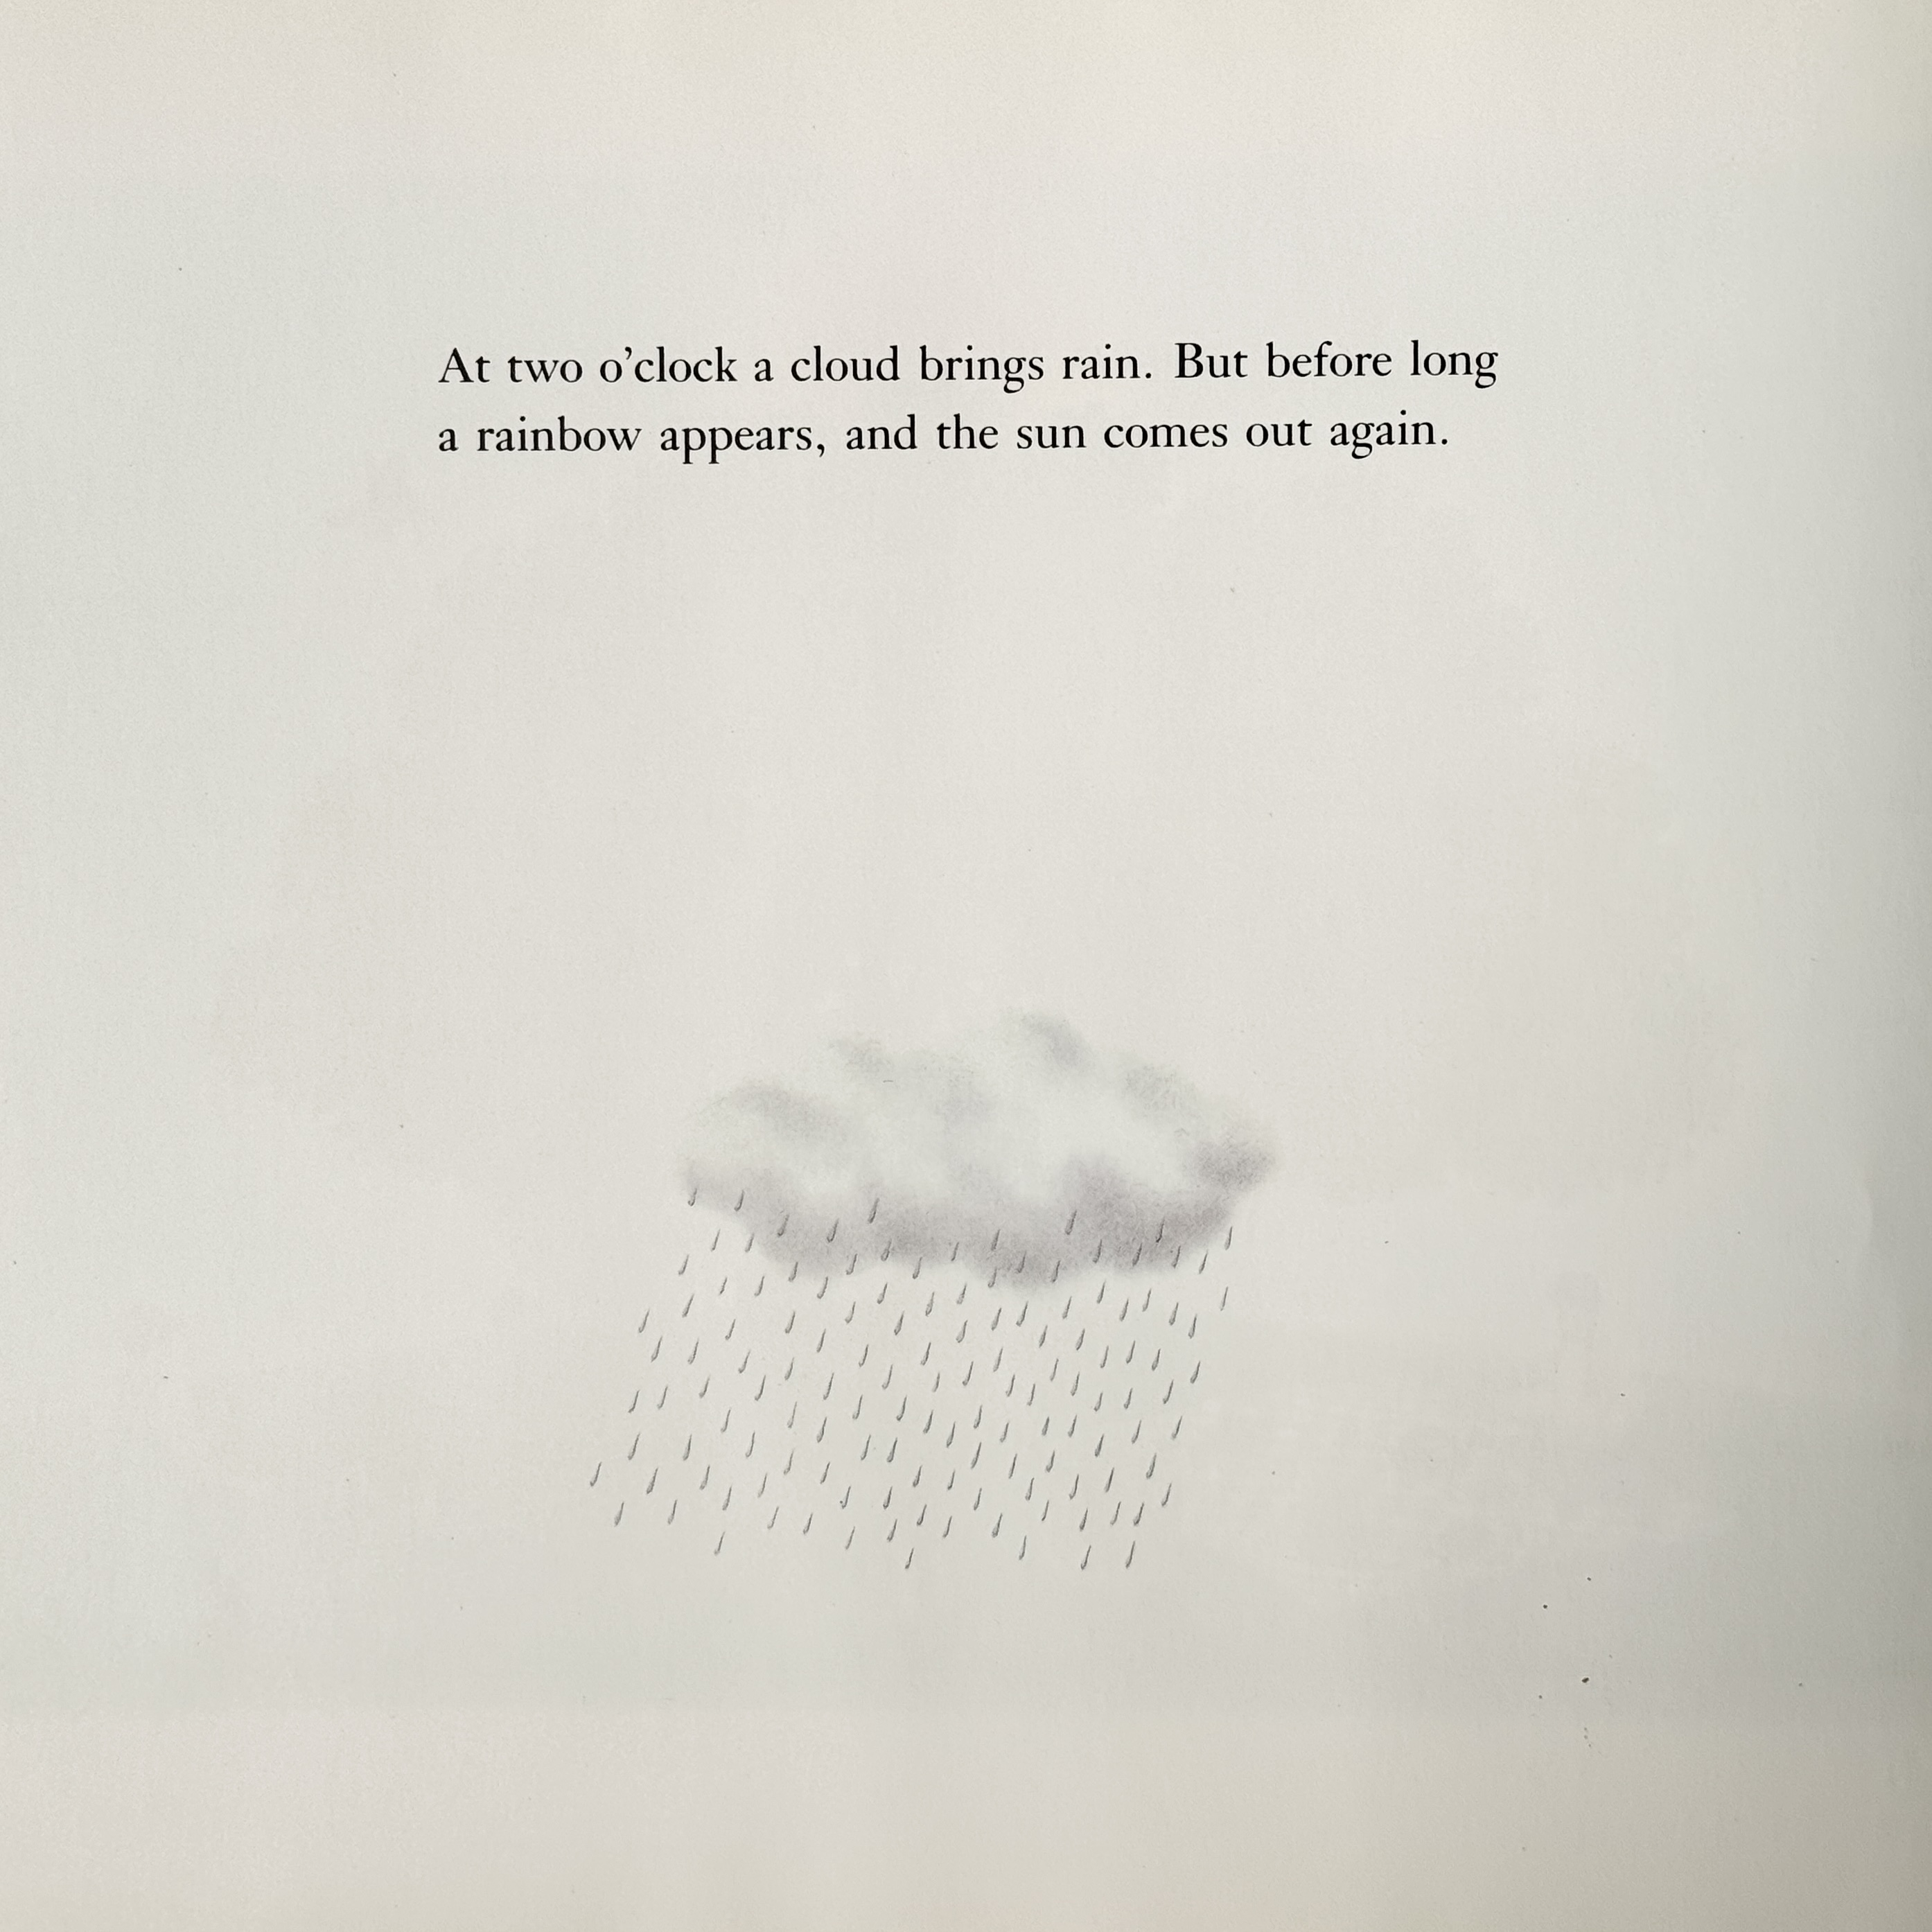 At two o’clock a cloud brings rain. But before long
a rainbow appears, and the sun comes out again.